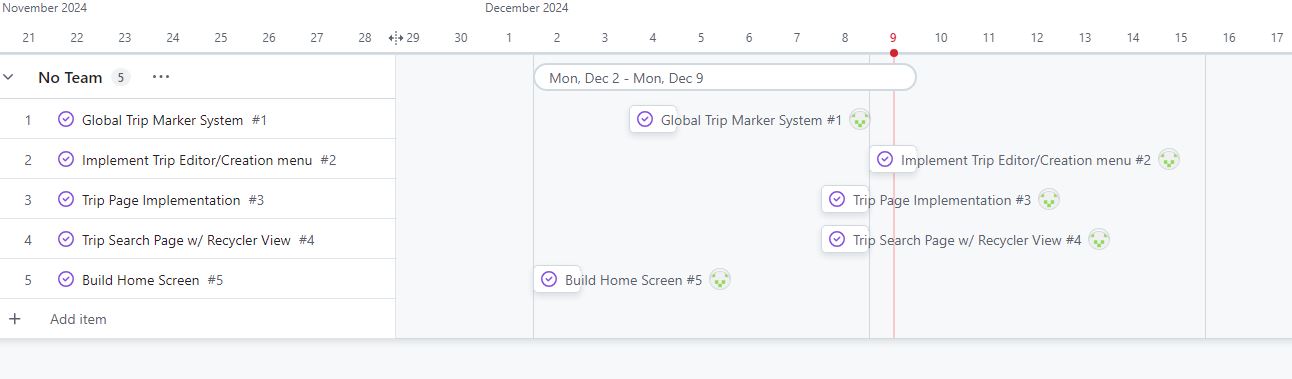 November 2024 December 2024
21 22 23 24 25 26 27 28 29 30 1 2 3 4 5 6 7 8 9 10 11 12 13 14 15 16 17
No Team 5 ... Mon, Dec 2 - Mon, Dec 9
1 Global Trip Marker System #1 Global Trip Marker System #1
2 Implement Trip Editor/Creation menu #2 Implement Trip Editor/Creation menu #2
3 Trip Page Implementation #3 Trip Page Implementation #3
4 Trip Search Page w/ Recycler View #4 Trip Search Page w/ Recycler View #4
5 Build Home Screen #5 Build Home Screen #5
+ Add item